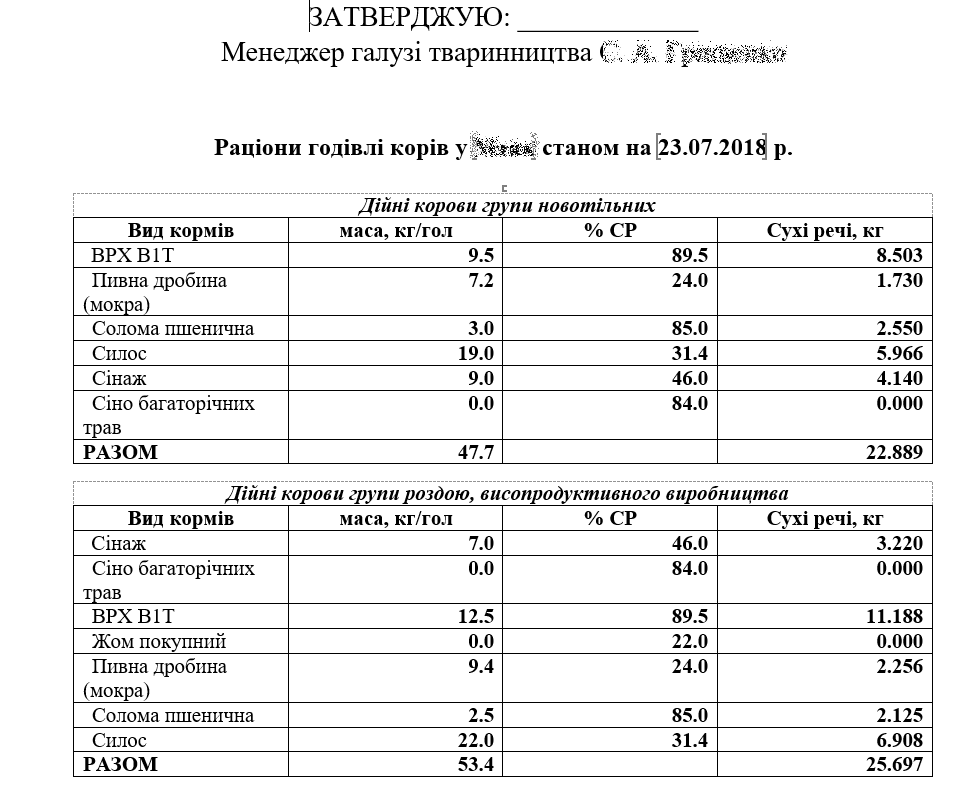 ЗАТВЕРДЖУЮ: _____________
Менеджер галузі тваринництва С. А.
Раціони годівлі корів у станом на 23.07.2018 р.
Дійні корови групи новотільних
Вид кормів маса, кг/гол % СР Сухі речі, кг
ВРХ В1Т 9.5 89.5 8.503
Пивна дробина 7.2 24.0 1.730
(мокра)
Солома пшенична 3.0 85.0 2.550
Силос 19.0 31.4 5.966
Сінаж 9.0 46.0 4.140
Сіно багаторічних 0.0 84.0 0.000
трав
РАЗОМ 47.7 22.889
Дійні корови групи роздою, висопродуктивного виробництва
Вид кормів маса, кг/гол % СР Сухі речі, кг
Сінаж 7.0 46.0 3.220
Сіно багаторічних 0.0 84.0 0.000
трав
ВРХ В1Т 12.5 89.5 11.188
Жом покупний 0.0 22.0 0.000
Пивна дробина 9.4 24.0 2.256
(мокра)
Солома пшенична 2.5 85.0 2.125
Силос 22.0 31.4 6.908
РАЗОМ 53.4 25.697